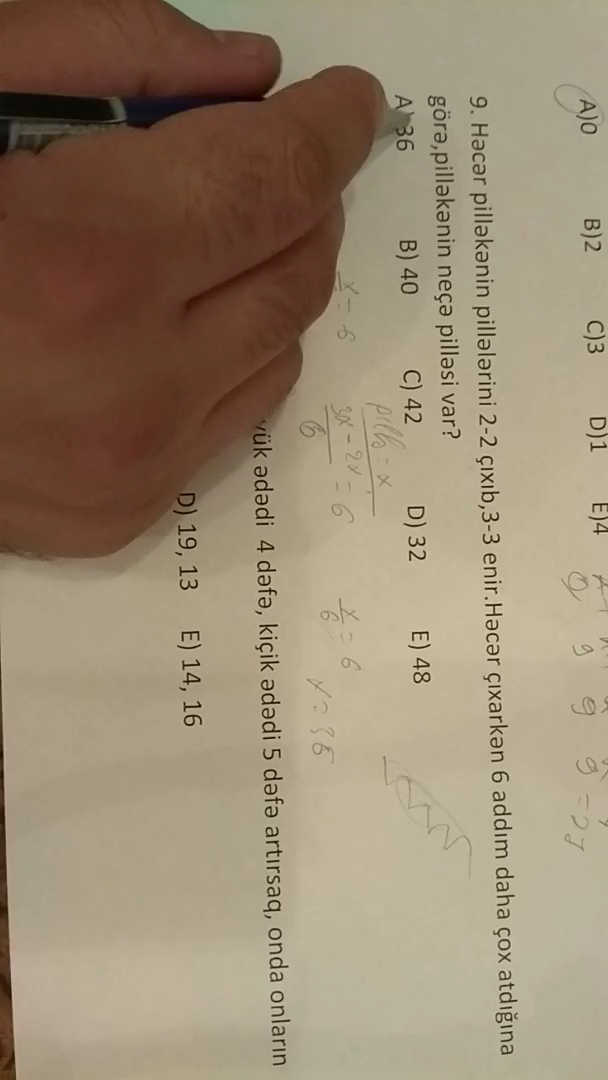 A)0 B)2 C)3 D)1 E)4
9 9 9 = 27
9. Həcər pilləkənin pillələrini 2-2 çıxıb,3-3 enir.Həcər çıxarkən 6 addım daha çox atdığına
görə,pilləkənin neçə pilləsi var?
A) 36 B) 40 C) 42 D) 32 E) 48
pillə = x
x = 6
3x - 2x = 6
6
x
6 = 6
x = 36
ədədi 4 dəfə, kiçik ədədi 5 dəfə artırsaq, onda onların
D) 19, 13 E) 14, 16